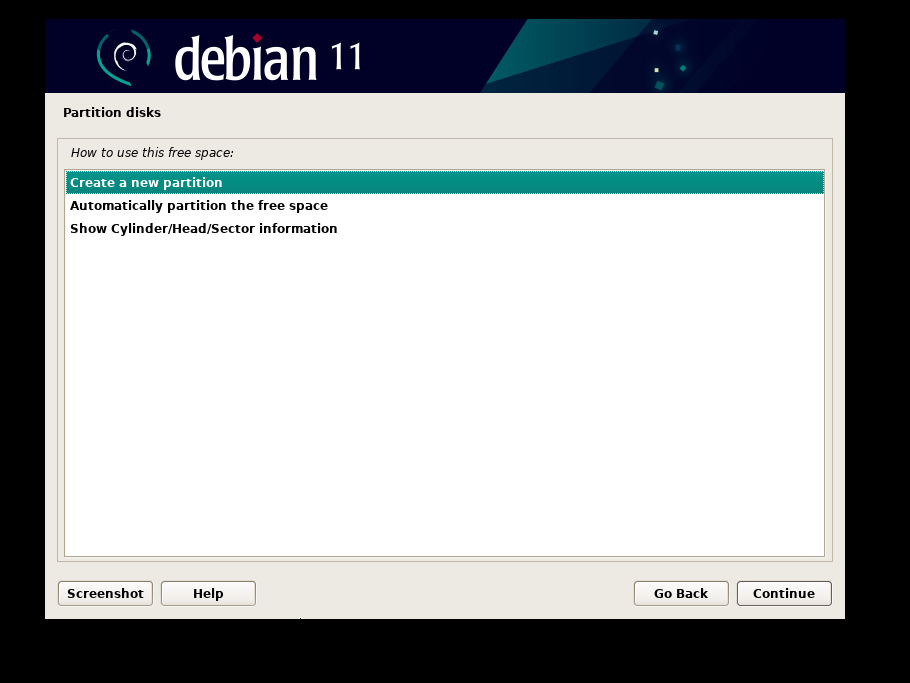 debian 11
Partition disks
How to use this free space:
Create a new partition
Automatically partition the free space
Show Cylinder/Head/Sector information
Screenshot Help Go Back Continue